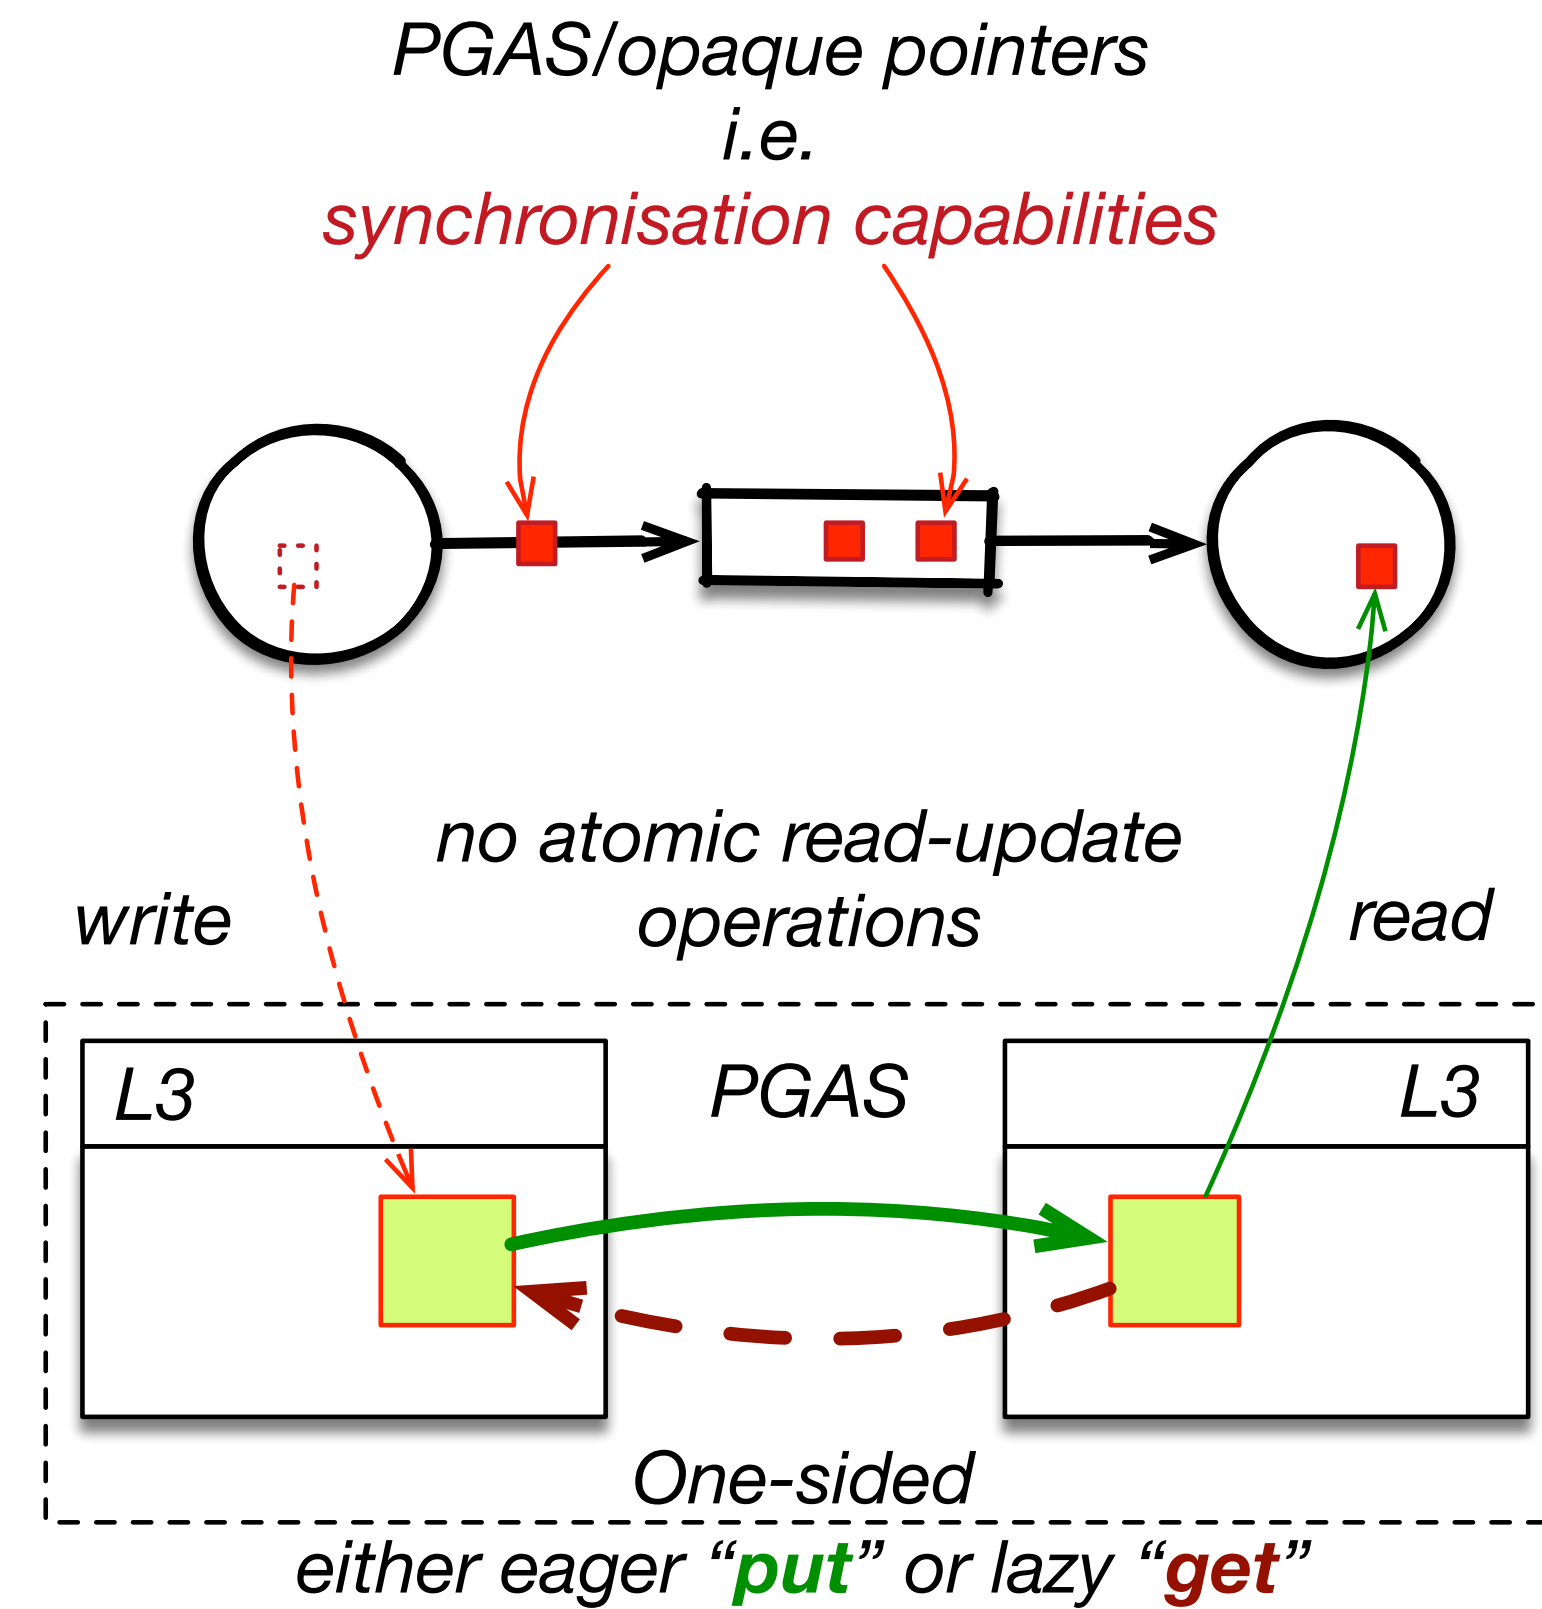 PGAS/opaque pointers
i.e.
synchronisation capabilities
no atomic read-update
operations
write
read
L3
PGAS
L3
One-sided
either eager “put” or lazy “get”